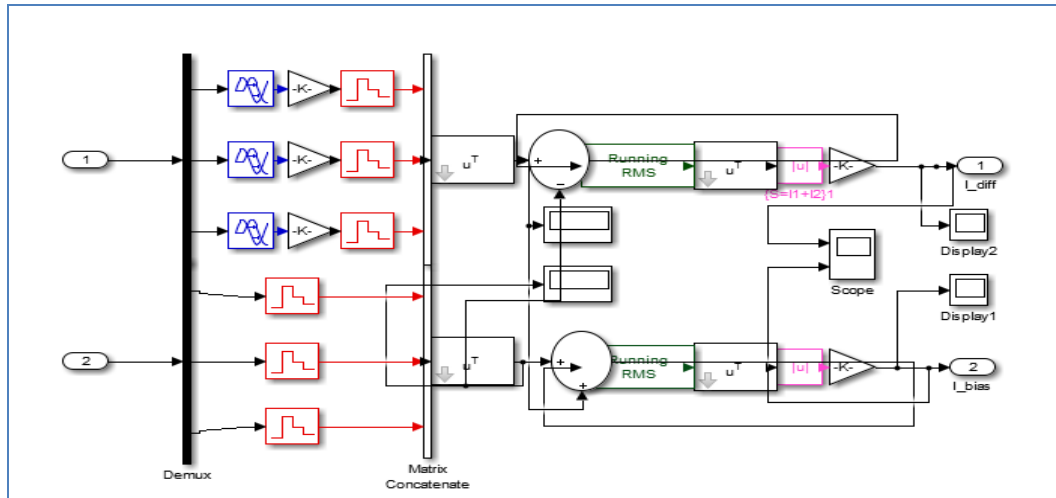 -K-
1
-K-
u^T
+
−
Running
RMS
u^T
|u|
-K-
1
I_diff
{S=I1+I2}1
-K-
Display2
Scope
Display1
2
u^T
+
+
Running
RMS
u^T
|u|
-K-
2
I_bias
Demux
Matrix
Concatenate